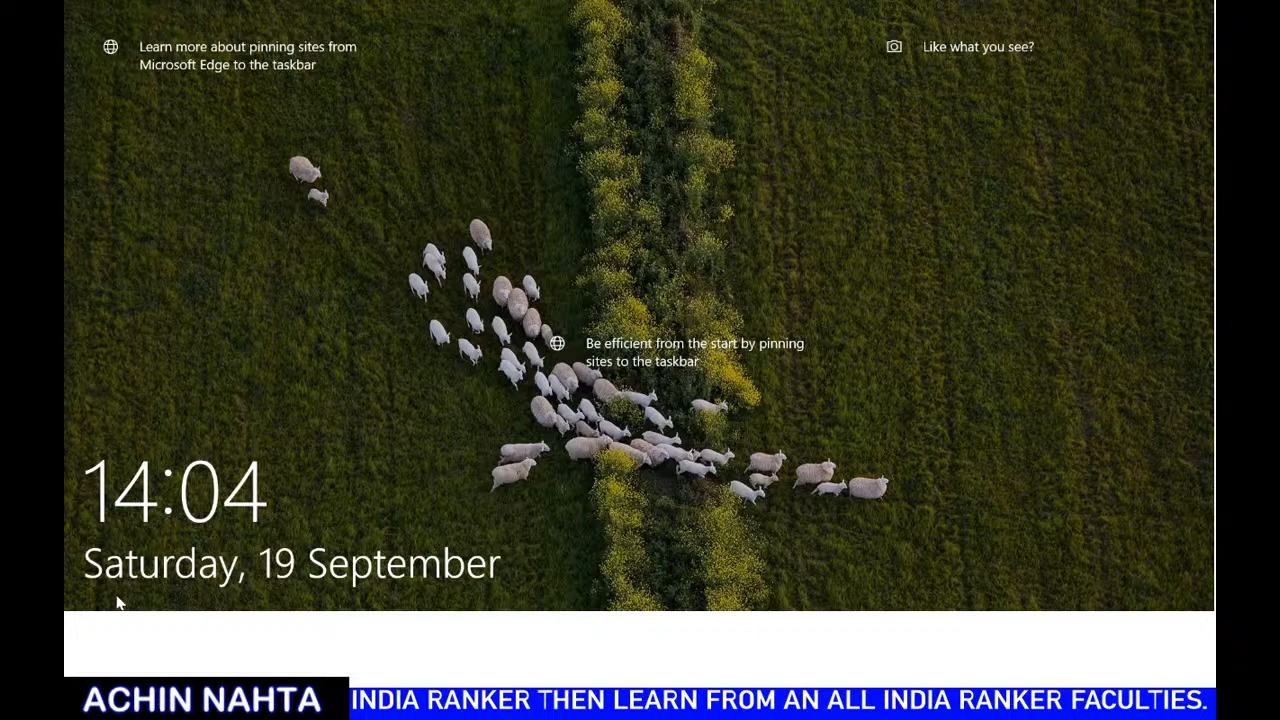 Learn more about pinning sites from
Microsoft Edge to the taskbar
Like what you see?
Be efficient from the start by pinning
sites to the taskbar
14:04
Saturday, 19 September
ACHIN NAHTA
INDIA RANKER THEN LEARN FROM AN ALL INDIA RANKER FACULTIES.